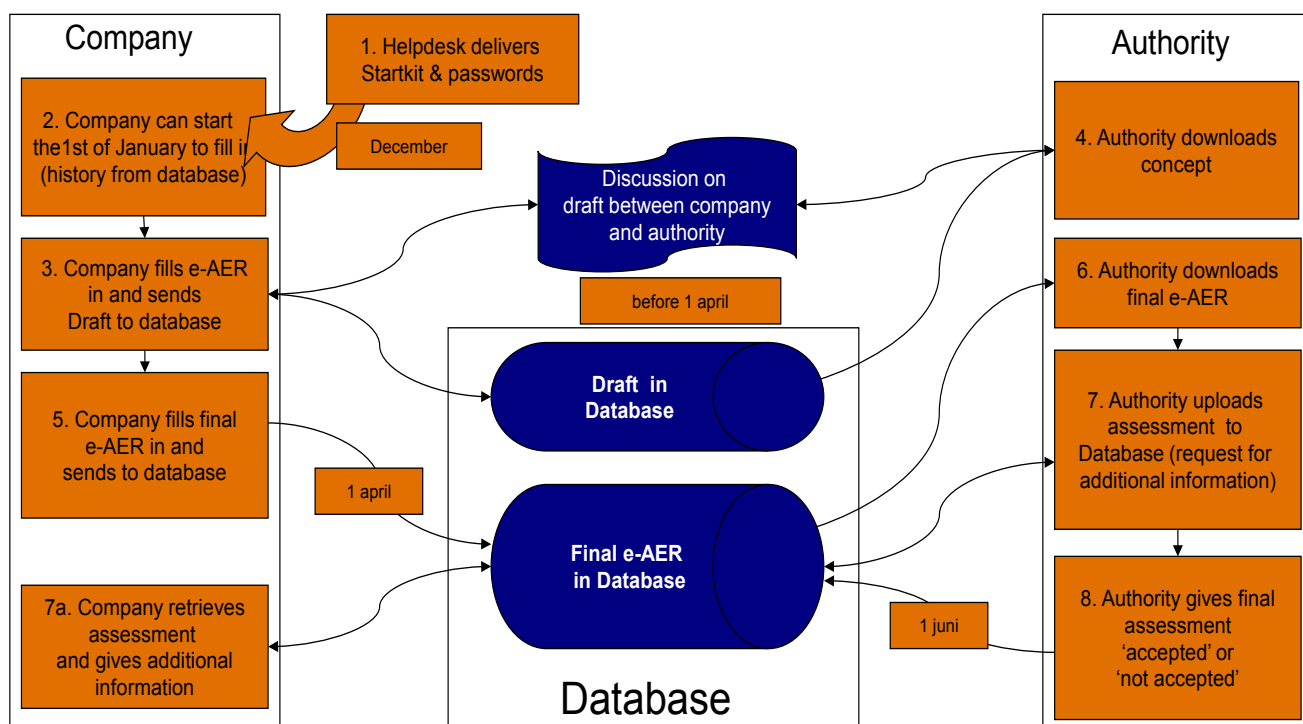 Company
1. Helpdesk delivers
Startkit & passwords
Authority
2. Company can start
the1st of January to fill in
(history from database)
December
4. Authority downloads
concept
Discussion on
draft between company
and authority
3. Company fills e-AER
in and sends
Draft to database
6. Authority downloads
final e-AER
before 1 april
Draft in
Database
5. Company fills final
e-AER in and
sends to database
7. Authority uploads
assessment to
Database (request for
additional information)
1 april
Final e-AER
in Database
7a. Company retrieves
assessment
and gives additional
information
1 juni
8. Authority gives final
assessment
‘accepted’ or
‘not accepted’
Database